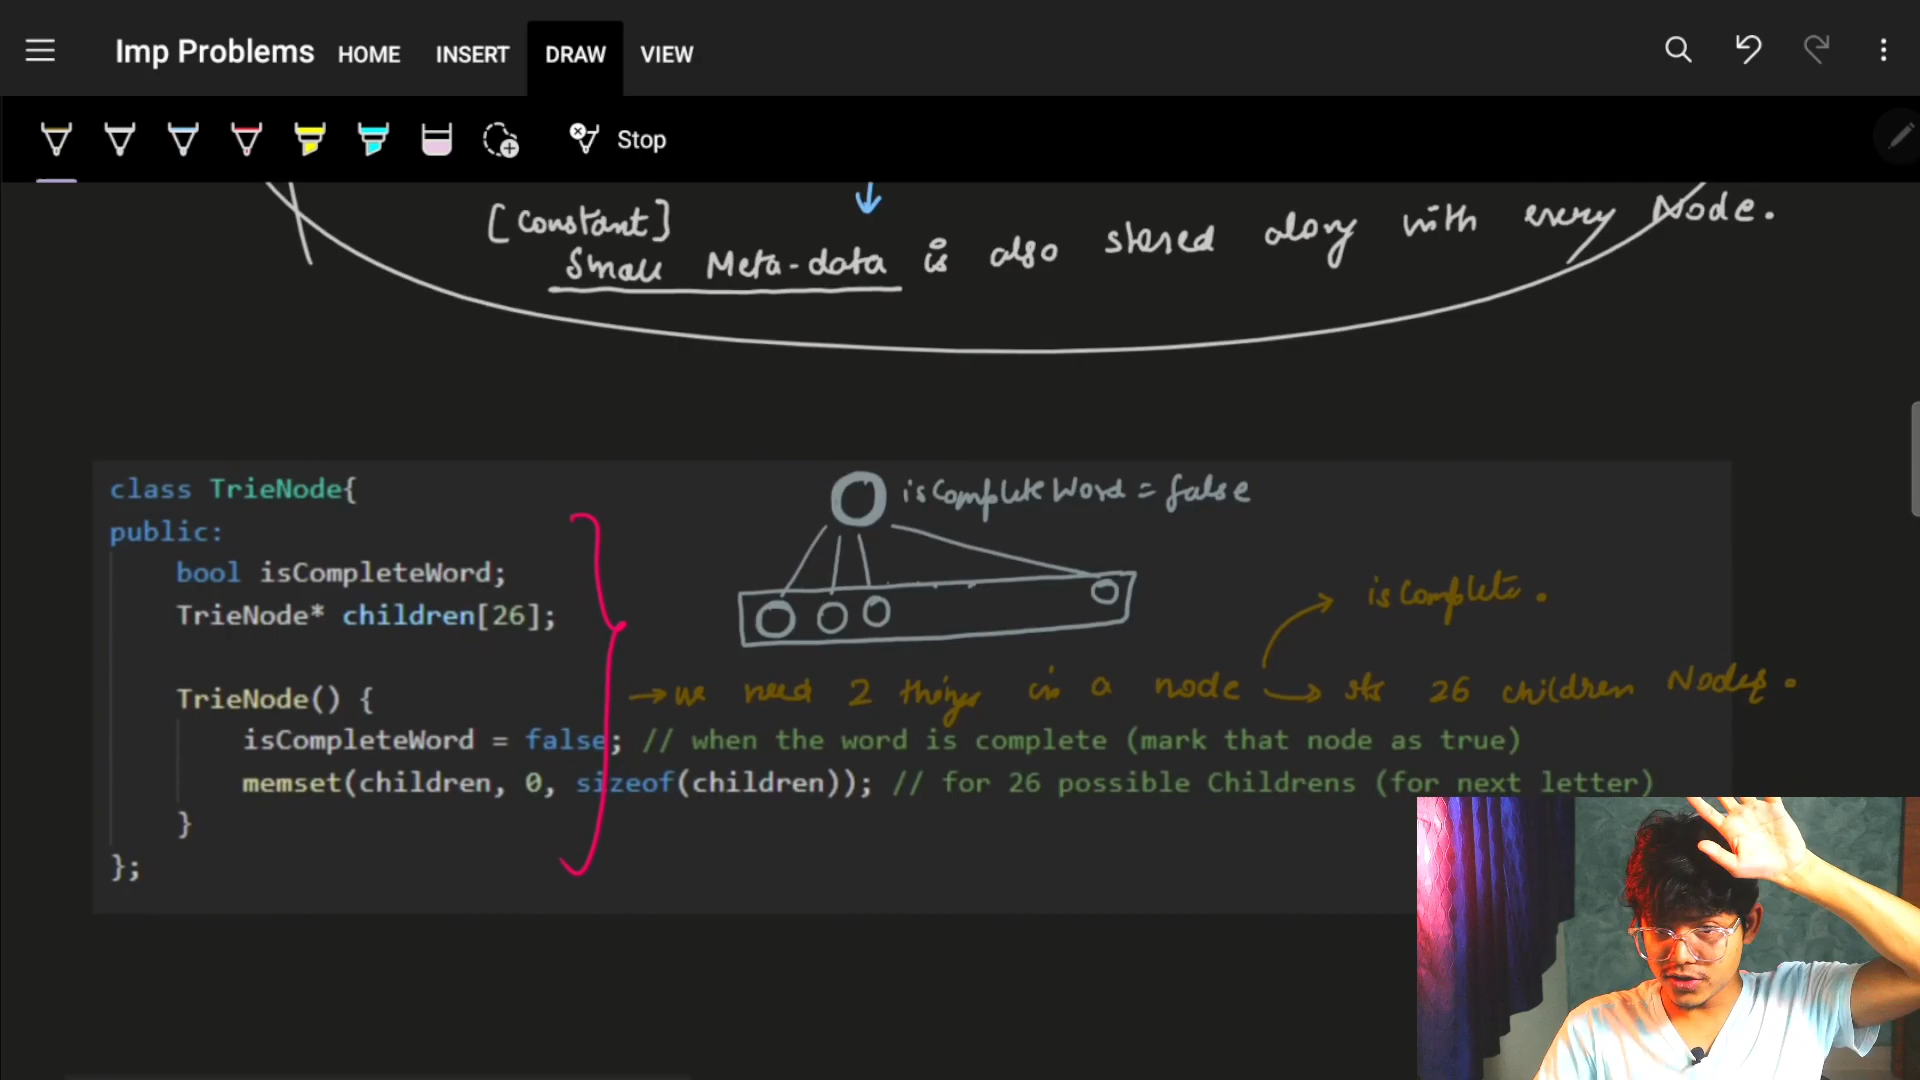 Imp Problems HOME INSERT DRAW VIEW
Stop
[Constant]
Small Meta-data is also stored along with every Node.
class TrieNode{
isCompleteWord = false
public:
bool isCompleteWord;
TrieNode* children[26];
isComplete.
TrieNode() {
→ we need 2 things in a node → 26 children Nodes.
isCompleteWord = false; // when the word is complete (mark that node as true)
memset(children, 0, sizeof(children)); // for 26 possible Childrens (for next letter)
}
};